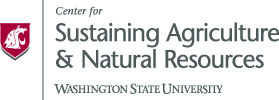 Center for
Sustaining Agriculture
& Natural Resources
WASHINGTON STATE UNIVERSITY